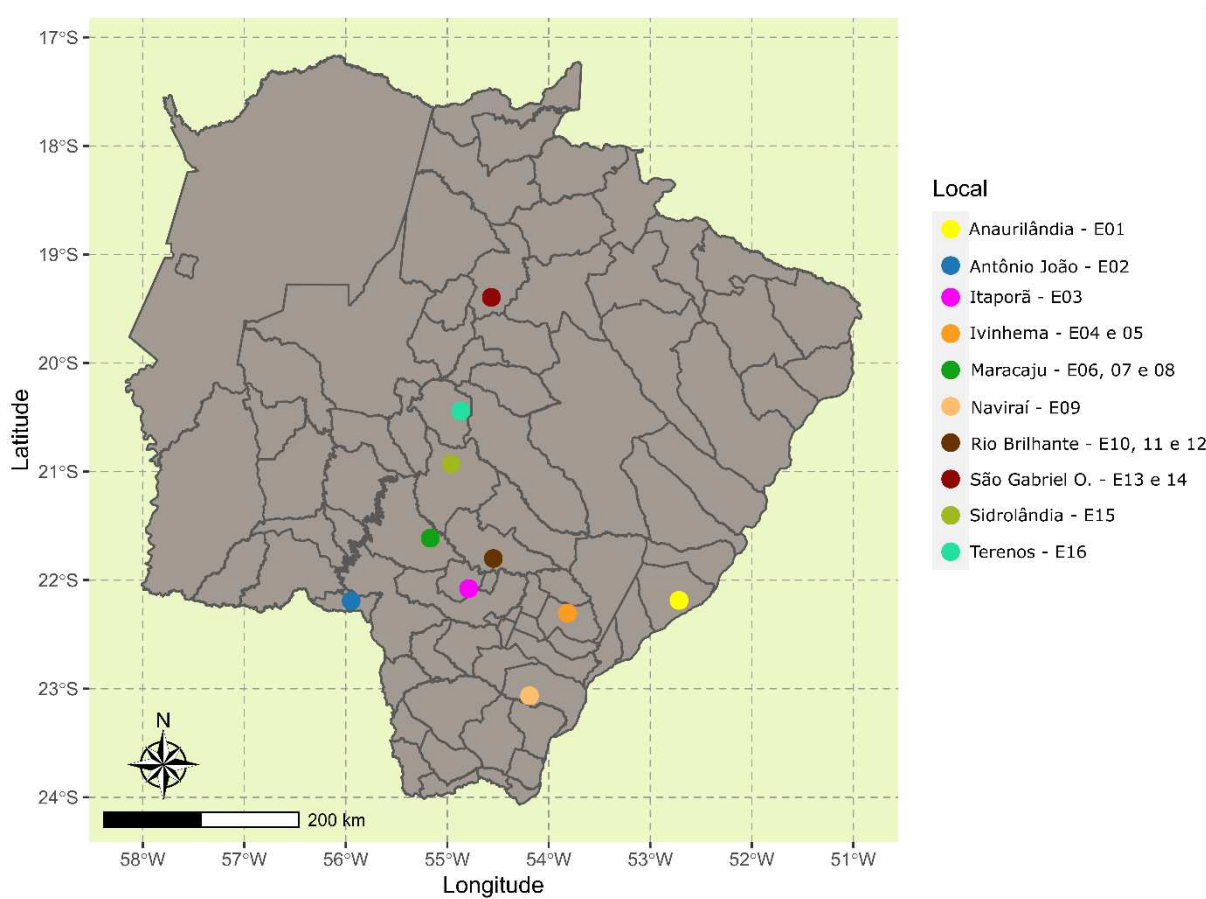 17°S
18°S
19°S
20°S
21°S
22°S
23°S
24°S
Latitude
N
200 km
58°W
57°W
56°W
55°W
54°W
53°W
52°W
51°W
Longitude
Local
Anaurilândia - E01
Antônio João - E02
Itaporã - E03
Ivinhema - E04 e 05
Maracaju - E06, 07 e 08
Naviraí - E09
Rio Brilhante - E10, 11 e 12
São Gabriel O. - E13 e 14
Sidrolândia - E15
Terenos - E16